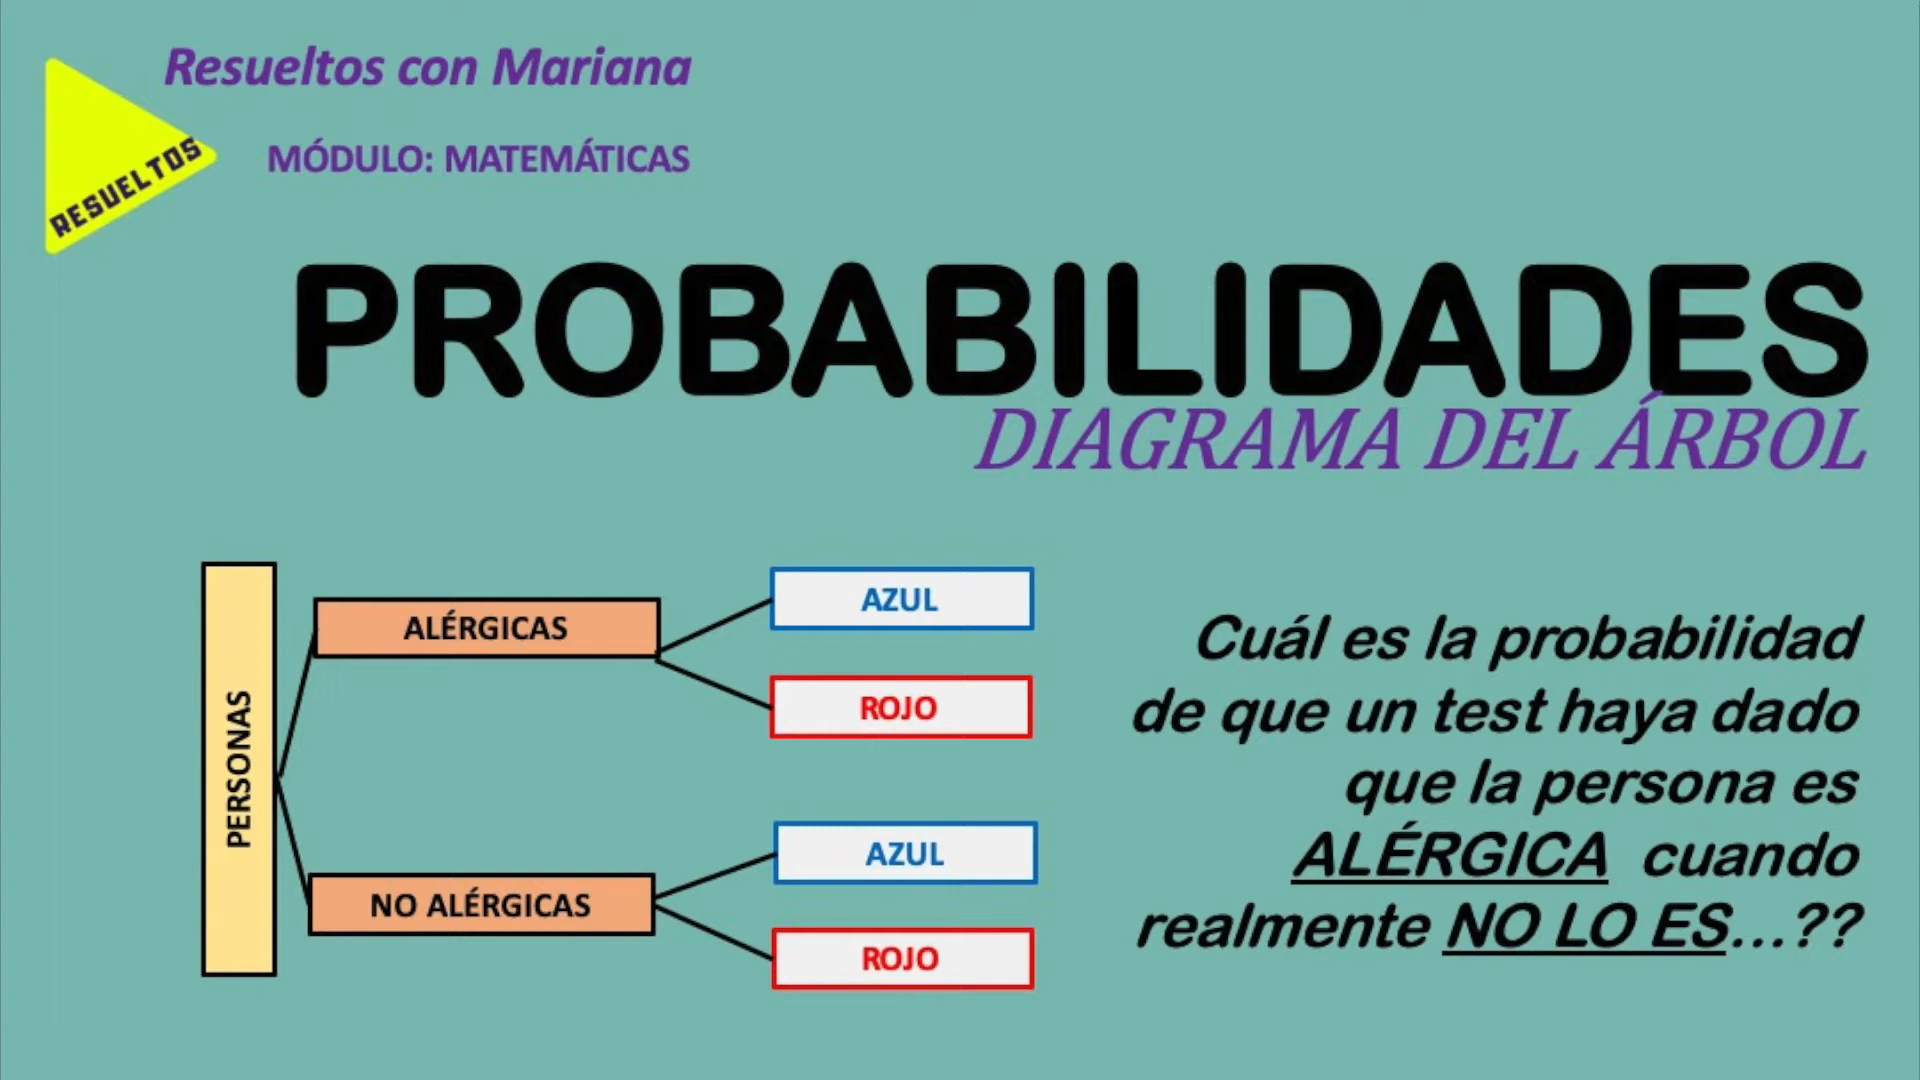 Resueltos con Mariana
RESUELTOS
MÓDULO: MATEMÁTICAS
PROBABILIDADES
DIAGRAMA DEL ÁRBOL
PERSONAS
ALÉRGICAS
AZUL
ROJO
NO ALÉRGICAS
AZUL
ROJO
Cuál es la probabilidad
de que un test haya dado
que la persona es
ALÉRGICA cuando
realmente NO LO ES...??